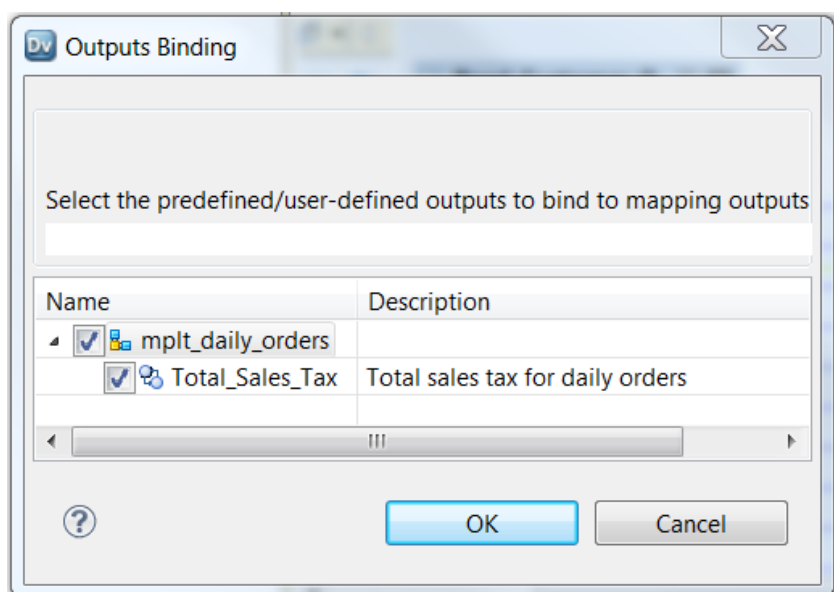 Dv Outputs Binding
Select the predefined/user-defined outputs to bind to mapping outputs
Name Description
mplt_daily_orders
Total_Sales_Tax Total sales tax for daily orders
? OK Cancel